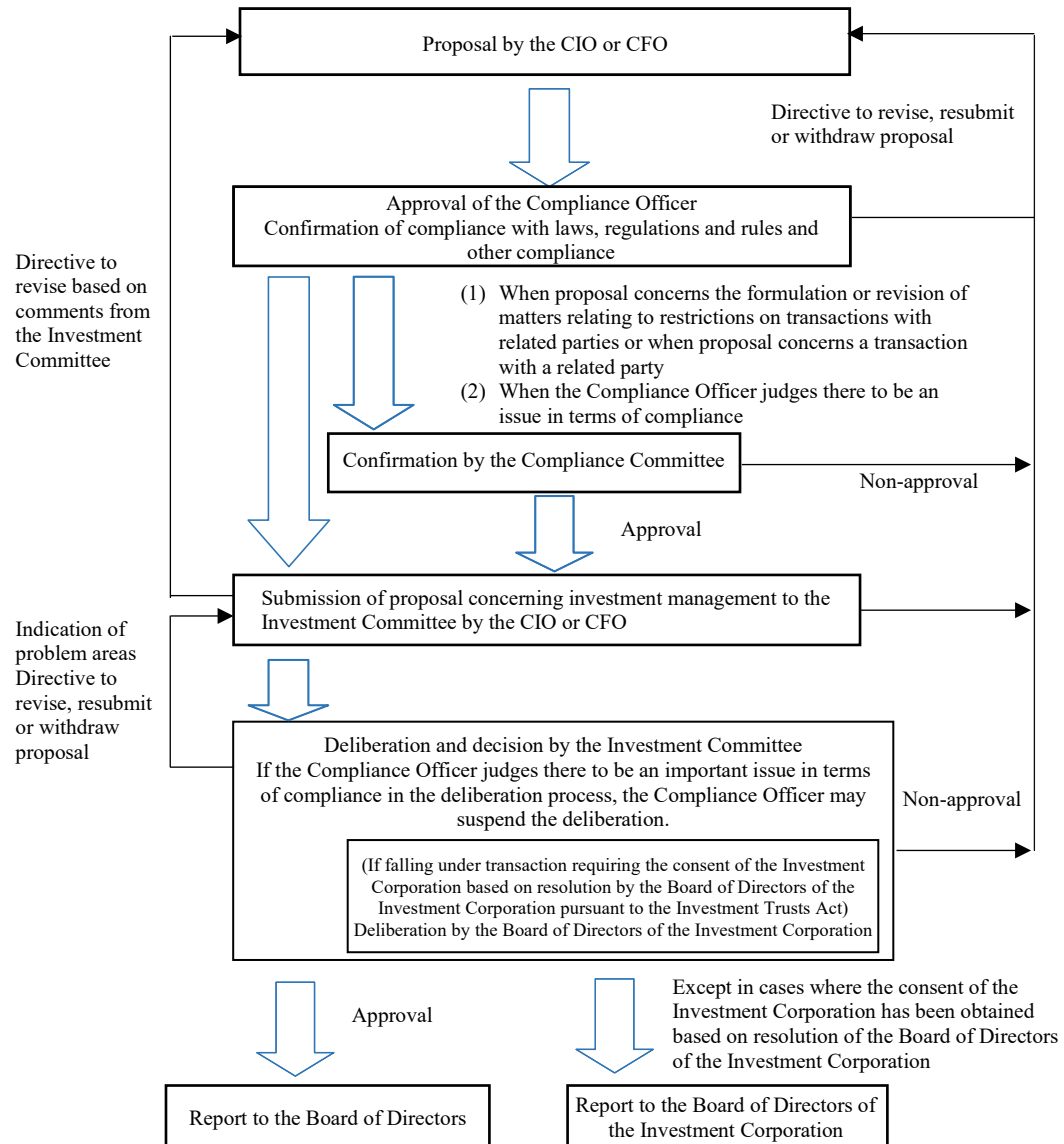 Proposal by the CIO or CFO
Directive to revise, resubmit
or withdraw proposal
Approval of the Compliance Officer
Confirmation of compliance with laws, regulations and rules and
other compliance
Directive to
revise based on
comments from
the Investment
Committee
(1) When proposal concerns the formulation or revision of
matters relating to restrictions on transactions with
related parties or when proposal concerns a transaction
with a related party
(2) When the Compliance Officer judges there to be an
issue in terms of compliance
Confirmation by the Compliance Committee
Non-approval
Approval
Submission of proposal concerning investment management to the
Investment Committee by the CIO or CFO
Indication of
problem areas
Directive to
revise, resubmit
or withdraw
proposal
Deliberation and decision by the Investment Committee
If the Compliance Officer judges there to be an important issue in terms
of compliance in the deliberation process, the Compliance Officer may
suspend the deliberation.
Non-approval
(If falling under transaction requiring the consent of the Investment
Corporation based on resolution by the Board of Directors of the
Investment Corporation pursuant to the Investment Trusts Act)
Deliberation by the Board of Directors of the Investment Corporation
Approval
Except in cases where the consent of the
Investment Corporation has been obtained
based on resolution of the Board of Directors
of the Investment Corporation
Report to the Board of Directors
Report to the Board of Directors of
the Investment Corporation